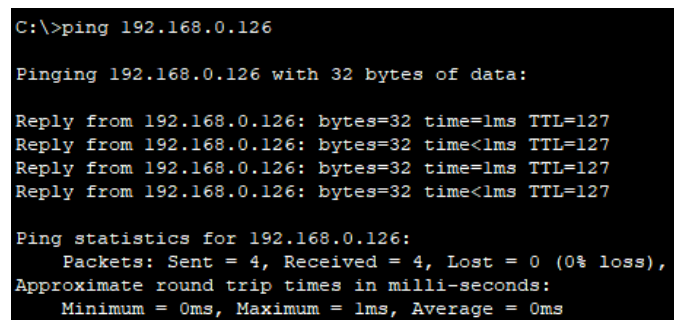 C:\>ping 192.168.0.126
Pinging 192.168.0.126 with 32 bytes of data:
Reply from 192.168.0.126: bytes=32 time=1ms TTL=127
Reply from 192.168.0.126: bytes=32 time<1ms TTL=127
Reply from 192.168.0.126: bytes=32 time=1ms TTL=127
Reply from 192.168.0.126: bytes=32 time<1ms TTL=127
Ping statistics for 192.168.0.126:
Packets: Sent = 4, Received = 4, Lost = 0 (0% loss),
Approximate round trip times in milli-seconds:
Minimum = 0ms, Maximum = 1ms, Average = 0ms